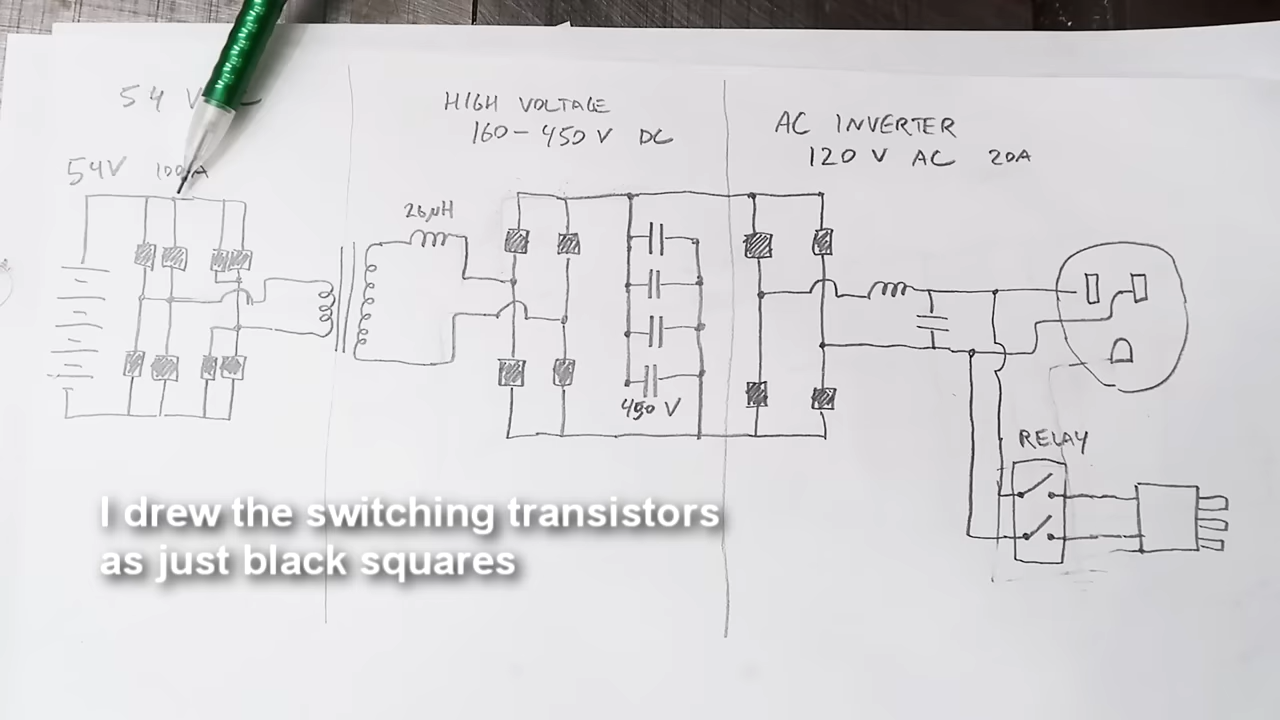 54 V
54V 100A
HIGH VOLTAGE
160-450 V DC
AC INVERTER
120 V AC 20A
26µH
450 V
RELAY
I drew the switching transistors
as just black squares